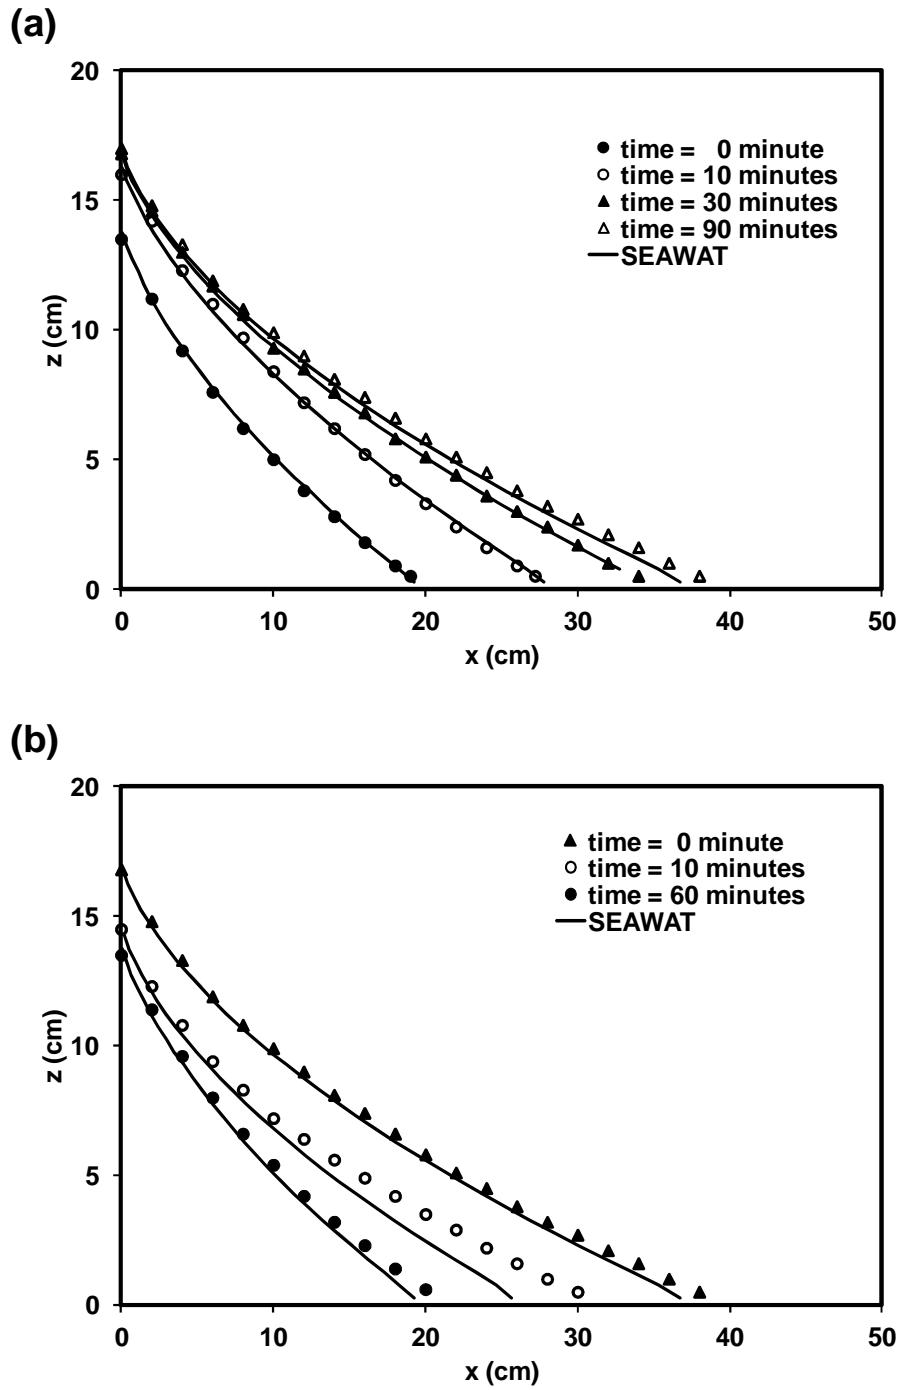 (a)
20
15
10
5
0
z (cm)
time = 0 minute
time = 10 minutes
time = 30 minutes
time = 90 minutes
SEAWAT
0 10 20 30 40 50
x (cm)
(b)
20
15
10
5
0
z (cm)
time = 0 minute
time = 10 minutes
time = 60 minutes
SEAWAT
0 10 20 30 40 50
x (cm)